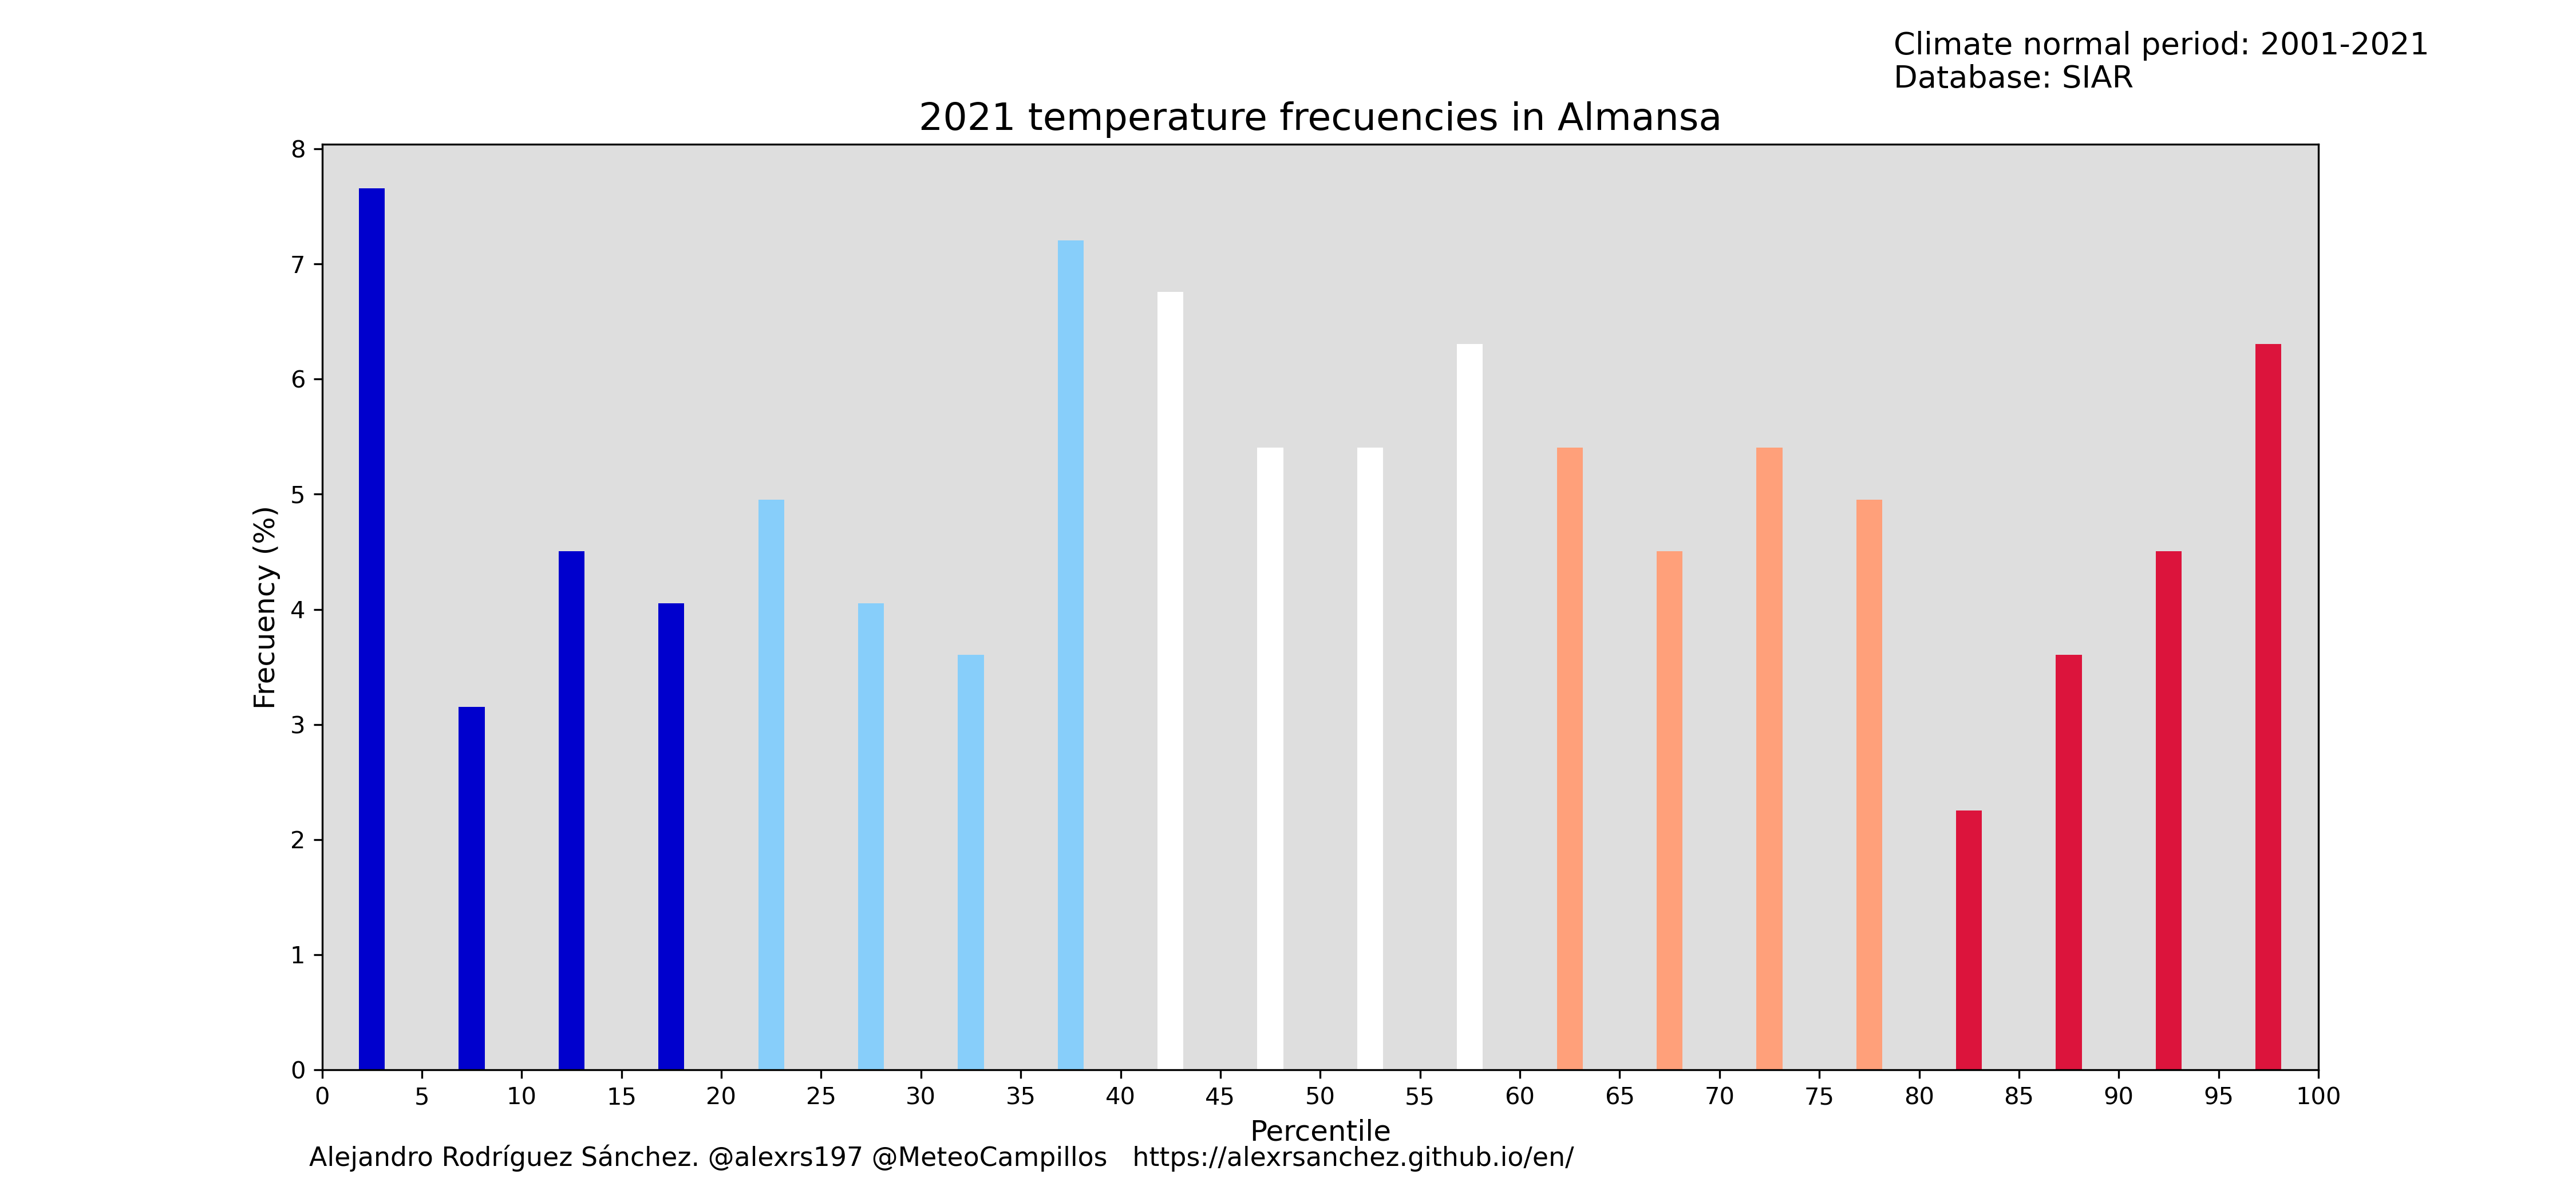 Climate normal period: 2001-2021
Database: SIAR
2021 temperature frecuencies in Almansa
8
7
6
5
4
3
2
1
0
Frecuency (%)
0 5 10 15 20 25 30 35 40 45 50 55 60 65 70 75 80 85 90 95 100
Percentile
Alejandro Rodríguez Sánchez. @alexrs197 @MeteoCampillos https://alexrsanchez.github.io/en/